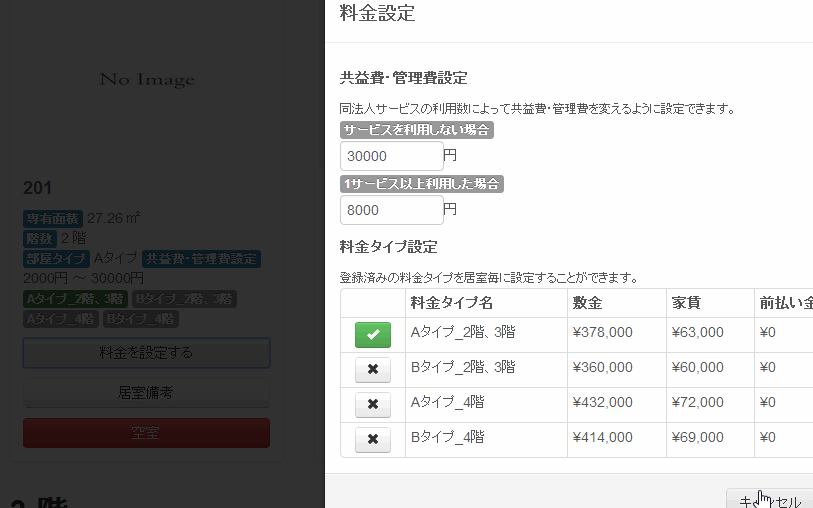 No Image
201
専有面積 27.26 ㎡
階数 2 階
部屋タイプ Aタイプ 共益費・管理費設定
2000円 ～ 30000円
Aタイプ_2階、3階 Bタイプ_2階、3階
Aタイプ_4階 Bタイプ_4階
料金を設定する
居室備考
空室
料金設定
共益費・管理費設定
同法人サービスの利用数によって共益費・管理費を変えるように設定できます。
サービスを利用しない場合
30000 円
1サービス以上利用した場合
8000 円
料金タイプ設定
登録済みの料金タイプを居室毎に設定することができます。
料金タイプ名 敷金 家賃 前払い金
Aタイプ_2階、3階 ¥378,000 ¥63,000 ¥0
Bタイプ_2階、3階 ¥360,000 ¥60,000 ¥0
Aタイプ_4階 ¥432,000 ¥72,000 ¥0
Bタイプ_4階 ¥414,000 ¥69,000 ¥0
キャンセル